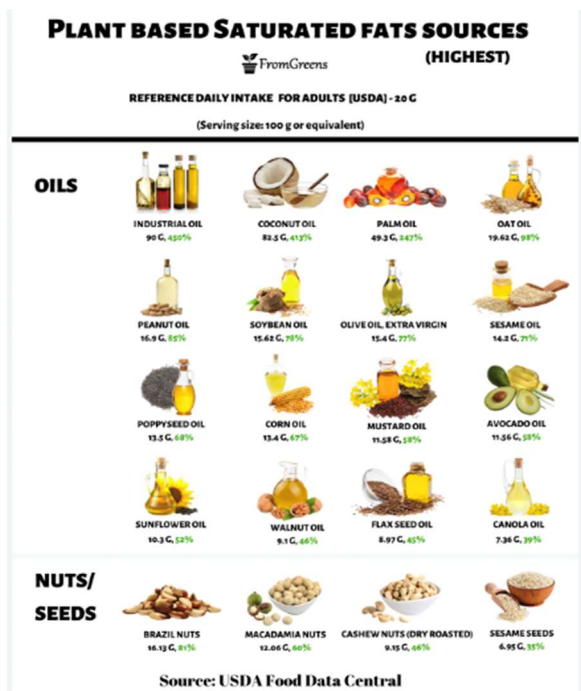 PLANT BASED SATURATED FATS SOURCES
(HIGHEST)
FromGreens
REFERENCE DAILY INTAKE FOR ADULTS [USDA] - 20 G
(Serving size: 100 g or equivalent)
OILS
INDUSTRIAL OIL
90 G, 450%
COCONUT OIL
82.5 G, 413%
PALM OIL
49.3 G, 247%
OAT OIL
19.62 G, 98%
PEANUT OIL
16.9 G, 85%
SOYBEAN OIL
15.62 G, 78%
OLIVE OIL, EXTRA VIRGIN
15.4 G, 77%
SESAME OIL
14.2 G, 71%
POPPYSEED OIL
13.5 G, 68%
CORN OIL
13.4 G, 67%
MUSTARD OIL
11.58 G, 58%
AVOCADO OIL
11.56 G, 58%
SUNFLOWER OIL
10.3 G, 52%
WALNUT OIL
9.1 G, 46%
FLAX SEED OIL
8.97 G, 45%
CANOLA OIL
7.36 G, 39%
NUTS/
SEEDS
BRAZIL NUTS
16.13 G, 81%
MACADAMIA NUTS
12.06 G, 60%
CASHEW NUTS (DRY ROASTED)
9.15 G, 46%
SESAME SEEDS
6.95 G, 35%
Source: USDA Food Data Central